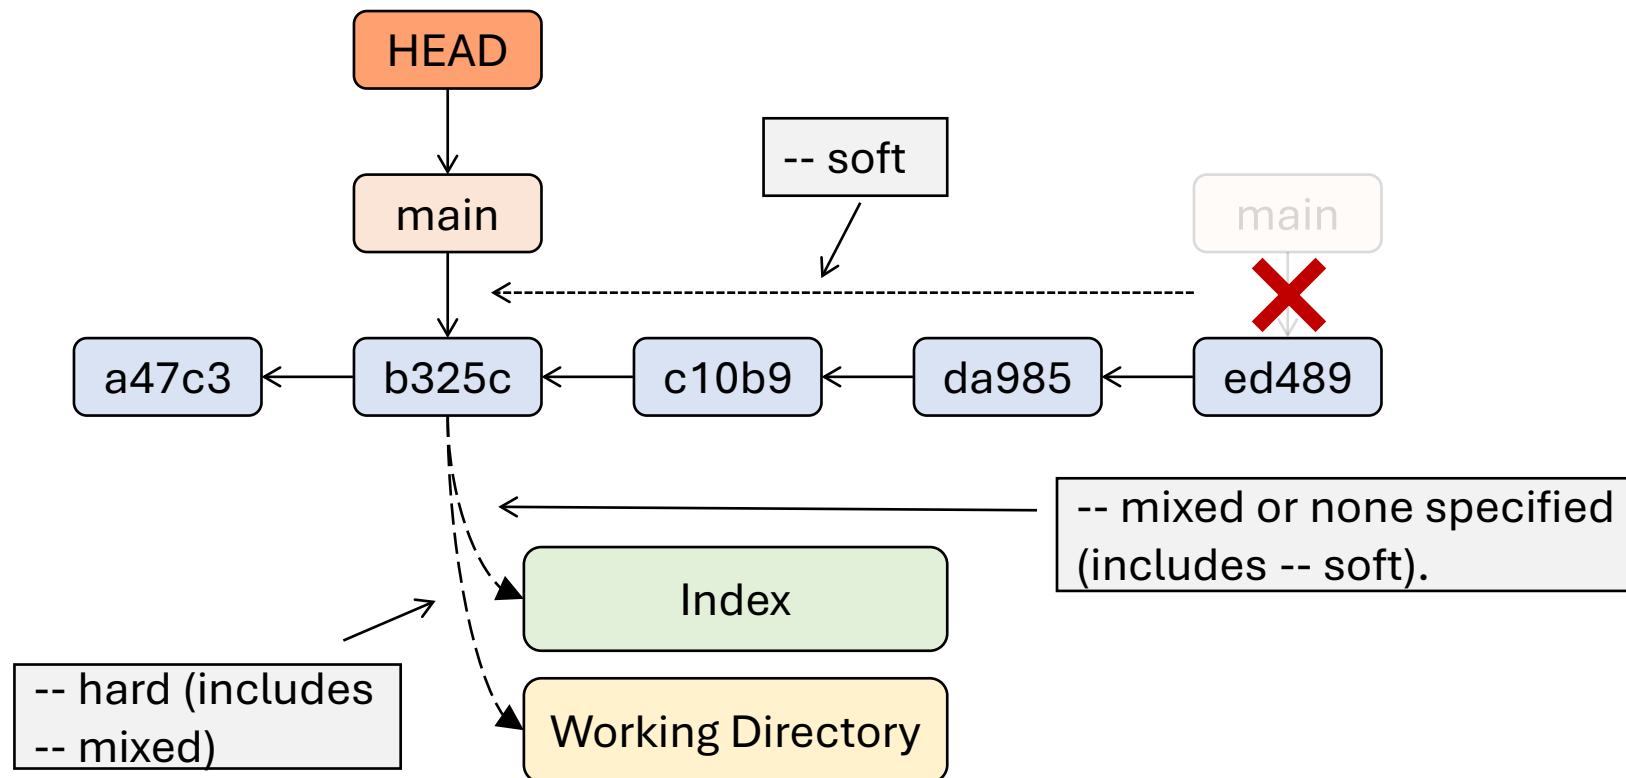 HEAD
-- soft
main
main
a47c3
b325c
c10b9
da985
ed489
-- mixed or none specified
(includes -- soft).
Index
-- hard (includes
-- mixed)
Working Directory